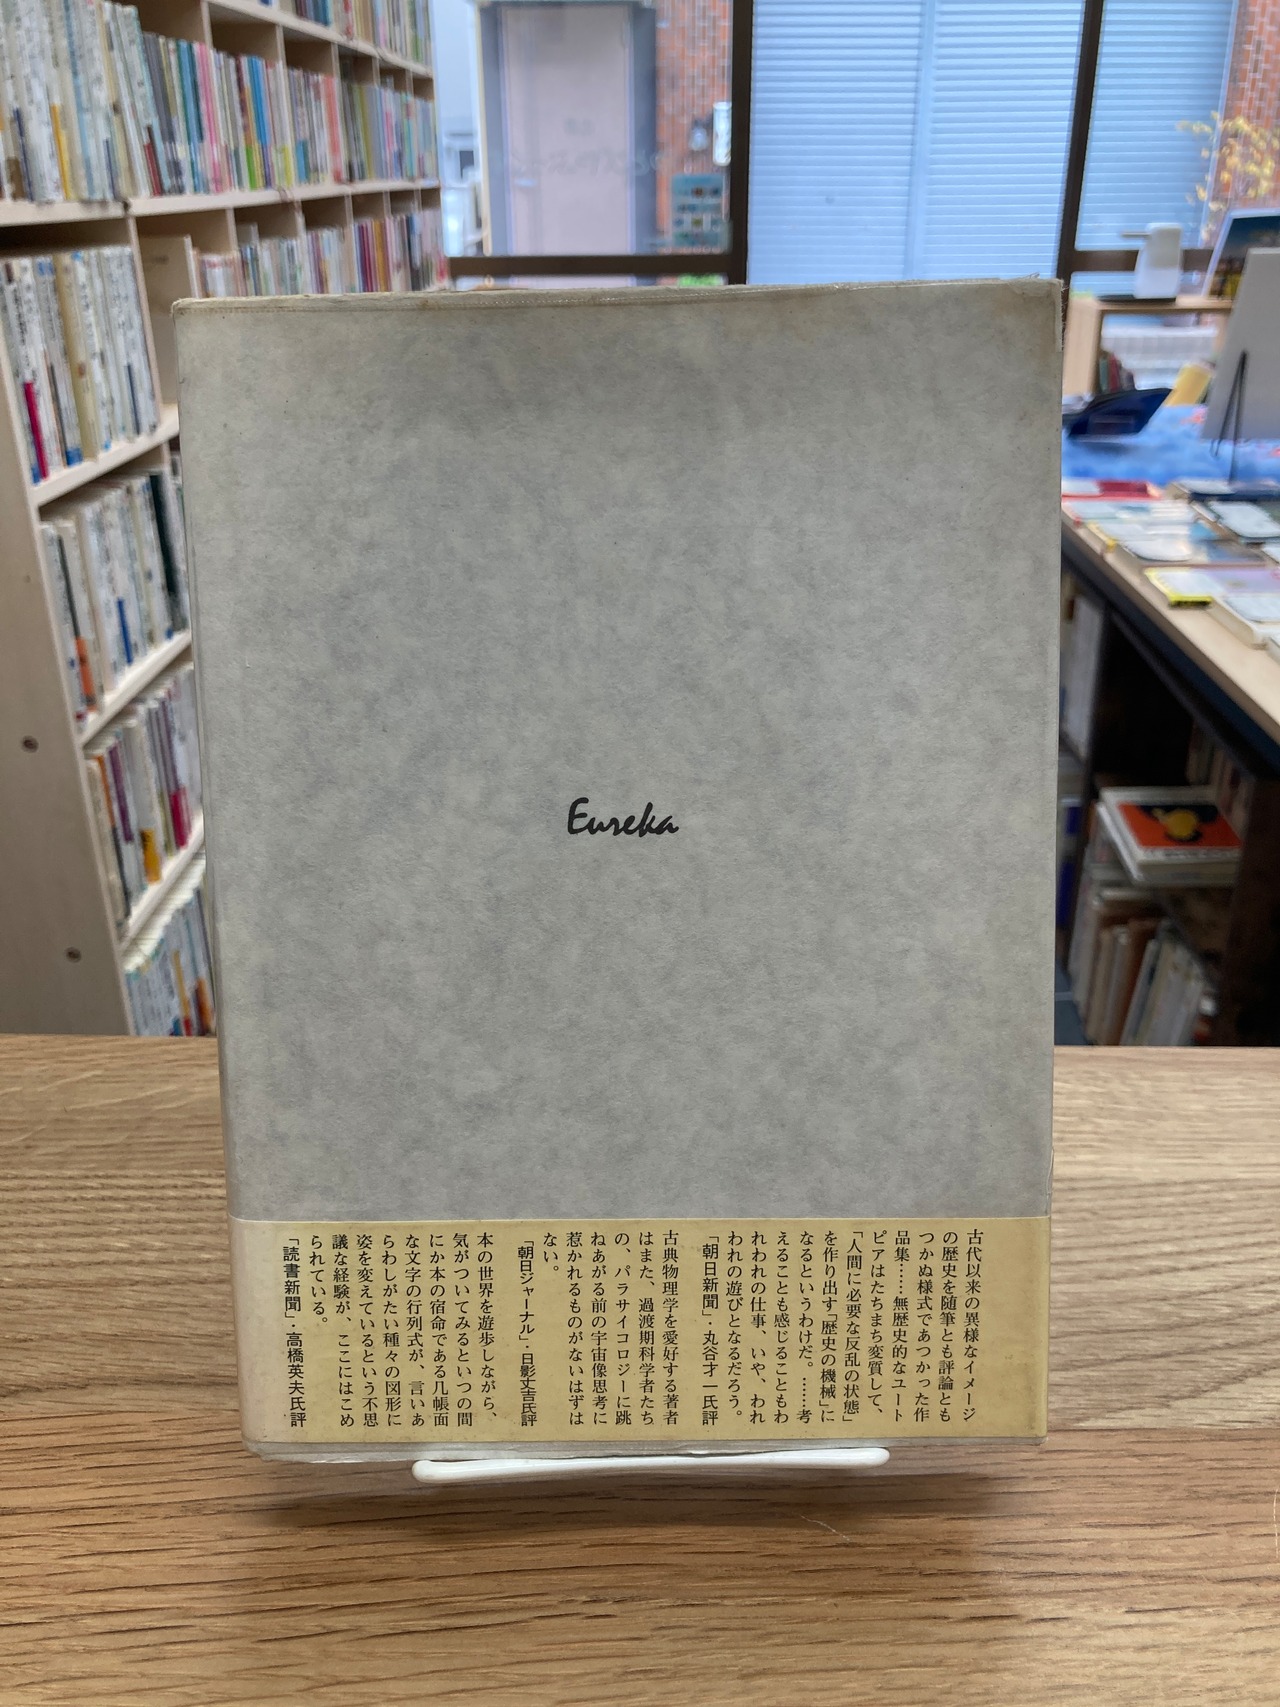 Eureka
古代以来の異様なイメージ
の歴史を随筆とも評論とも
つかぬ様式であつかった作
品集……無歴史的なユート
ピアはたちまち変質して、
「人間に必要な反乱の状態」
を作り出す「歴史の機械」に
なるというわけだ。……考
えることも感じることもわ
れわれの仕事、いや、われ
われの遊びとなるだろう。
「朝日新聞」・丸谷才一氏評
古典物理学を愛好する著者
はまた、過渡期科学者たち
の、パラサイコロジーに跳
ねあがる前の宇宙像思考に
惹かれるものがないはずは
ない。
「朝日ジャーナル」・日影丈吉氏評
本の世界を遊歩しながら、
気がついてみるといつの間
にか本の宿命である几帳面
な文字の行列式が、言いあ
らわしがたい種々の図形に
姿を変えているという不思
議な経験が、ここにはこめ
られている。
「読書新聞」・高橋英夫氏評